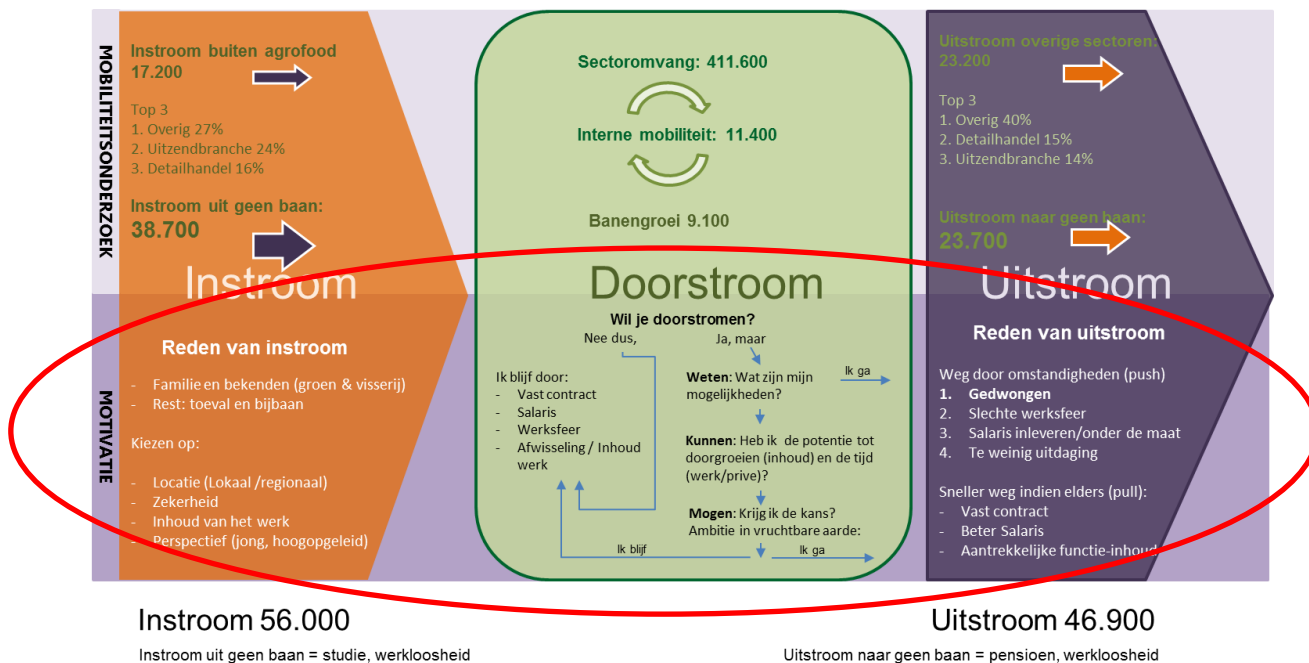 MOBILITEITSONDERZOEK
Instroom buiten agrofood
17.200
Top 3
1. Overig 27%
2. Uitzendbranche 24%
3. Detailhandel 16%
Instroom uit geen baan:
38.700
Instroom
Sectoromvang: 411.600
Interne mobiliteit: 11.400
Banengroei 9.100
Doorstroom
Uitstroom overige sectoren:
23.200
Top 3
1. Overig 40%
2. Detailhandel 15%
3. Uitzendbranche 14%
Uitstroom naar geen baan:
23.700
Uitstroom
MOTIVATIE
Reden van instroom
- Familie en bekenden (groen & visserij)
- Rest: toeval en bijbaan
Kiezen op:
- Locatie (Lokaal /regionaal)
- Zekerheid
- Inhoud van het werk
- Perspectief (jong, hoogopgeleid)
Wil je doorstromen?
Nee dus,
Ik blijf door:
- Vast contract
- Salaris
- Werksfeer
- Afwisseling / Inhoud
werk
Ja, maar
Weten: Wat zijn mijn
mogelijkheden?
Ik ga
Kunnen: Heb ik de potentie tot
doorgroeien (inhoud) en de tijd
(werk/prive)?
Mogen: Krijg ik de kans?
Ambitie in vruchtbare aarde:
Ik blijf
Ik ga
Reden van uitstroom
Weg door omstandigheden (push)
1. Gedwongen
2. Slechte werksfeer
3. Salaris inleveren/onder de maat
4. Te weinig uitdaging
Sneller weg indien elders (pull):
- Vast contract
- Beter Salaris
- Aantrekkelijke functie-inhoud
Instroom 56.000
Instroom uit geen baan = studie, werkloosheid
Uitstroom 46.900
Uitstroom naar geen baan = pensioen, werkloosheid